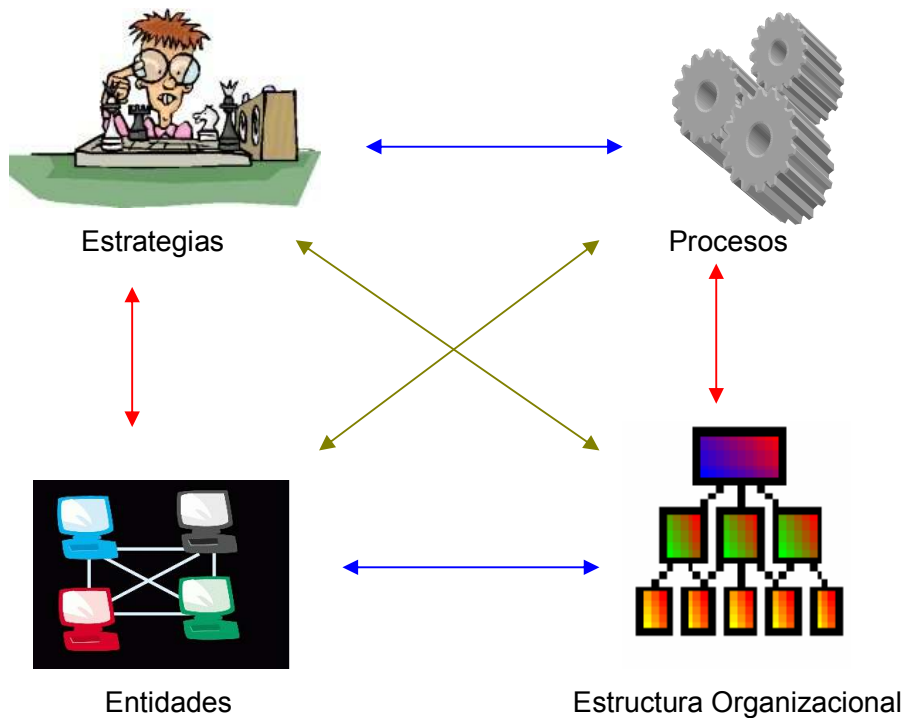 Estrategias
Procesos
Entidades
Estructura Organizacional